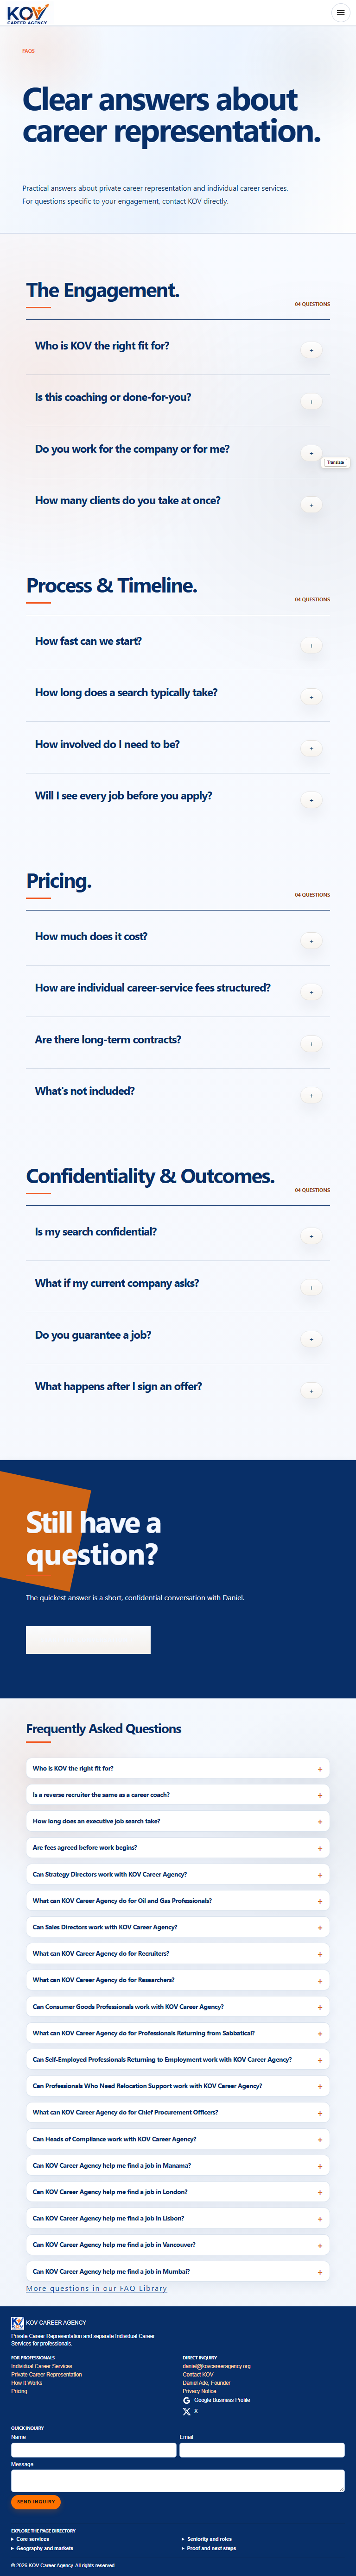 KOV
CAREER AGENCY
FAQS
Clear answers about
career representation.
Practical answers about private career representation and individual career services.
For questions specific to your engagement, contact KOV directly.
The Engagement.
04 QUESTIONS
Who is KOV the right fit for?
+
Is this coaching or done-for-you?
+
Do you work for the company or for me?
+
Translate
How many clients do you take at once?
+
Process & Timeline.
04 QUESTIONS
How fast can we start?
+
How long does a search typically take?
+
How involved do I need to be?
+
Will I see every job before you apply?
+
Pricing.
04 QUESTIONS
How much does it cost?
+
How are individual career-service fees structured?
+
Are there long-term contracts?
+
What's not included?
+
Confidentiality & Outcomes.
04 QUESTIONS
Is my search confidential?
+
What if my current company asks?
+
Do you guarantee a job?
+
What happens after I sign an offer?
+
Still have a
question?
The quickest answer is a short, confidential conversation with Daniel.
Frequently Asked Questions
Who is KOV the right fit for? +
Is a reverse recruiter the same as a career coach? +
How long does an executive job search take? +
Are fees agreed before work begins? +
Can Strategy Directors work with KOV Career Agency? +
What can KOV Career Agency do for Oil and Gas Professionals? +
Can Sales Directors work with KOV Career Agency? +
What can KOV Career Agency do for Recruiters? +
What can KOV Career Agency do for Researchers? +
Can Consumer Goods Professionals work with KOV Career Agency? +
What can KOV Career Agency do for Professionals Returning from Sabbatical? +
Can Self-Employed Professionals Returning to Employment work with KOV Career Agency? +
Can Professionals Who Need Relocation Support work with KOV Career Agency? +
What can KOV Career Agency do for Chief Procurement Officers? +
Can Heads of Compliance work with KOV Career Agency? +
Can KOV Career Agency help me find a job in Manama? +
Can KOV Career Agency help me find a job in London? +
Can KOV Career Agency help me find a job in Lisbon? +
Can KOV Career Agency help me find a job in Vancouver? +
Can KOV Career Agency help me find a job in Mumbai? +
More questions in our FAQ Library
KOV CAREER AGENCY
Private Career Representation and separate Individual Career
Services for professionals.
FOR PROFESSIONALS
Individual Career Services
Private Career Representation
How It Works
Pricing
DIRECT INQUIRY
daniel@kovcareeragency.org
Contact KOV
Daniel Ade, Founder
Privacy Notice
Google Business Profile
X
QUICK INQUIRY
Name
Email
Message
SEND INQUIRY
EXPLORE THE PAGE DIRECTORY
Core services
Seniority and roles
Geography and markets
Proof and next steps
© 2026 KOV Career Agency. All rights reserved.